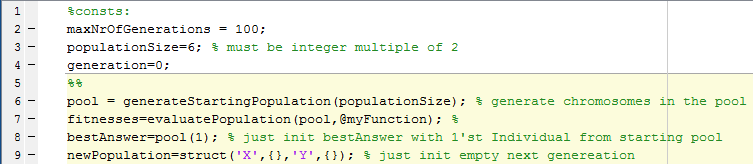 1 %consts:
2 - maxNrOfGenerations = 100;
3 - populationSize=6; % must be integer multiple of 2
4 - generation=0;
5 %%
6 - pool = generateStartingPopulation(populationSize); % generate chromosomes in the pool
7 - fitnesses=evaluatePopulation(pool,@myFunction); %
8 - bestAnswer=pool(1); % just init bestAnswer with 1'st Individual from starting pool
9 - newPopulation=struct('X',{},'Y',{}); % just init empty next genereation